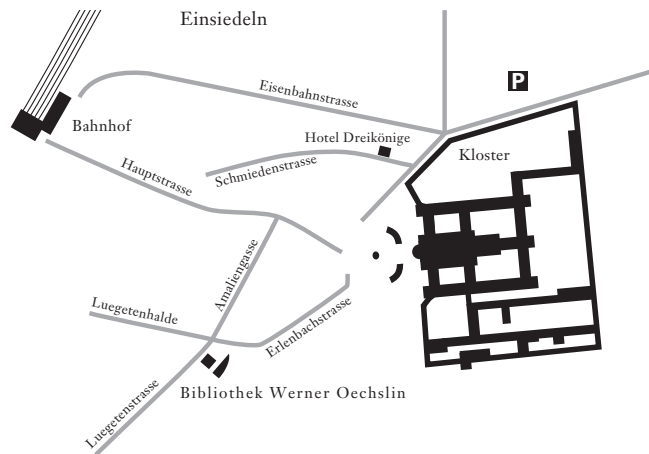 Einsiedeln
P
Eisenbahnstrasse
Bahnhof
Hotel Dreikönige
Kloster
Schmiedenstrasse
Hauptstrasse
Amaliengasse
Luegetenhalde
Erlenbachstrasse
Bibliothek Werner Oechslin
Luegetenstrasse